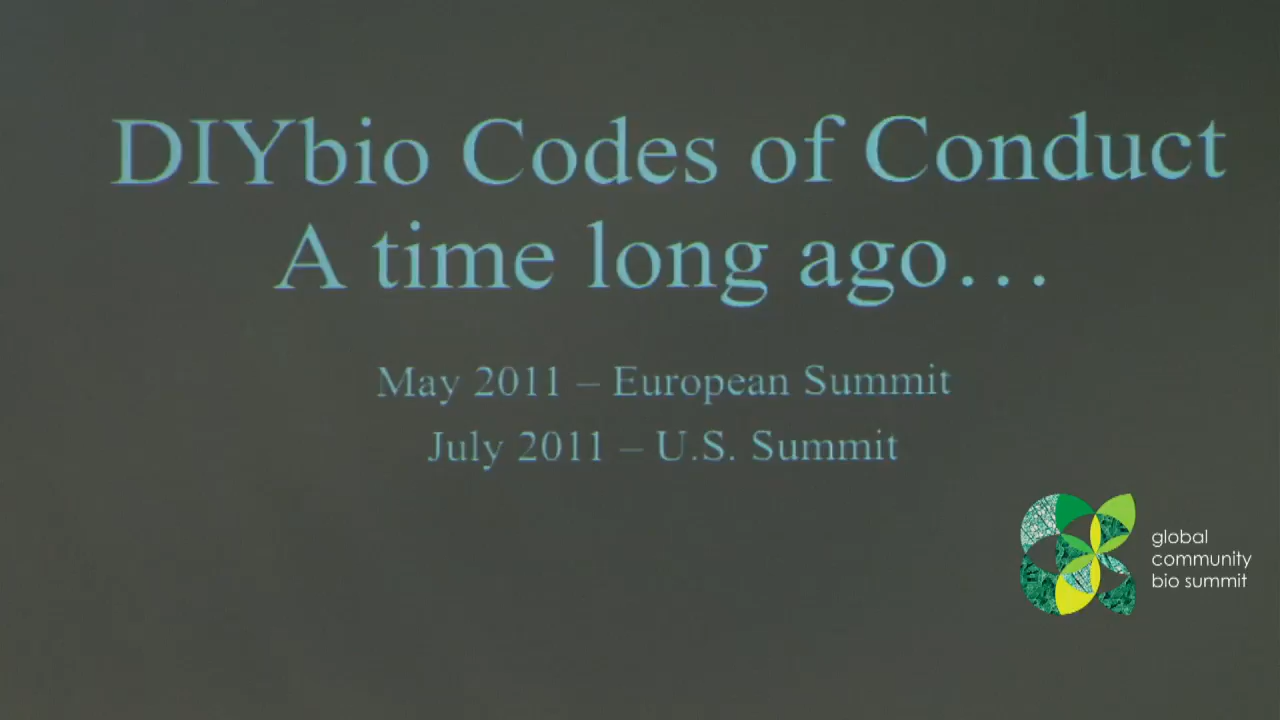 DIYbio Codes of Conduct
A time long ago…
May 2011 – European Summit
July 2011 – U.S. Summit
global
community
bio summit